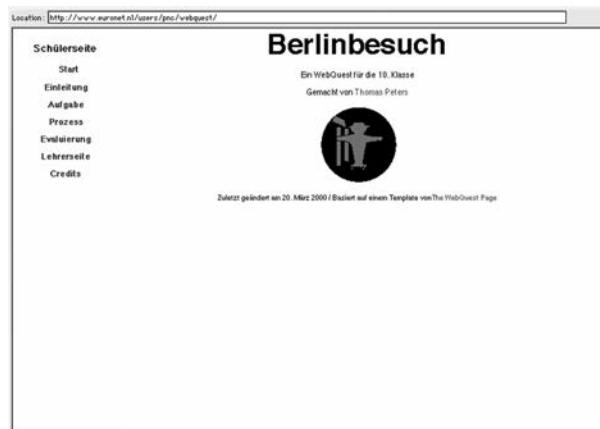 Location: http://www.euronet.nl/users/pnc/webquest/
Schülerseite
Start
Einleitung
Aufgabe
Prozess
Evaluierung
Lehrerseite
Credits
Berlinbesuch
Ein WebQuest für die 10. Klasse
Gemacht von Thomas Peters
Zuletzt geändert am 20. März 2000 / Baziert auf einem Template von The WebQuest Page